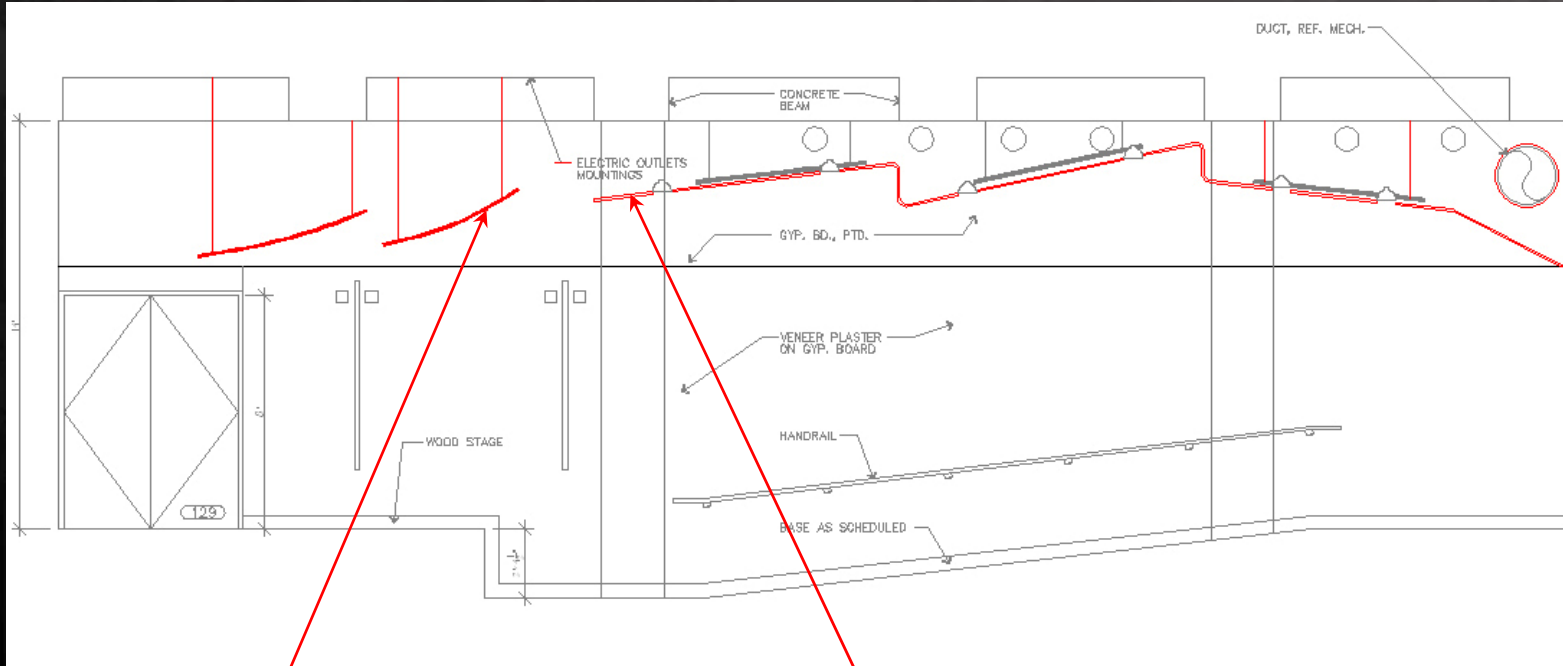 DUCT, REF. MECH.
CONCRETE
BEAM
ELECTRIC OUTLETS
MOUNTINGS
GYP. BD., PTD.
VENEER PLASTER
ON GYP. BOARD
WOOD STAGE
HANDRAIL
129
BASE AS SCHEDULED